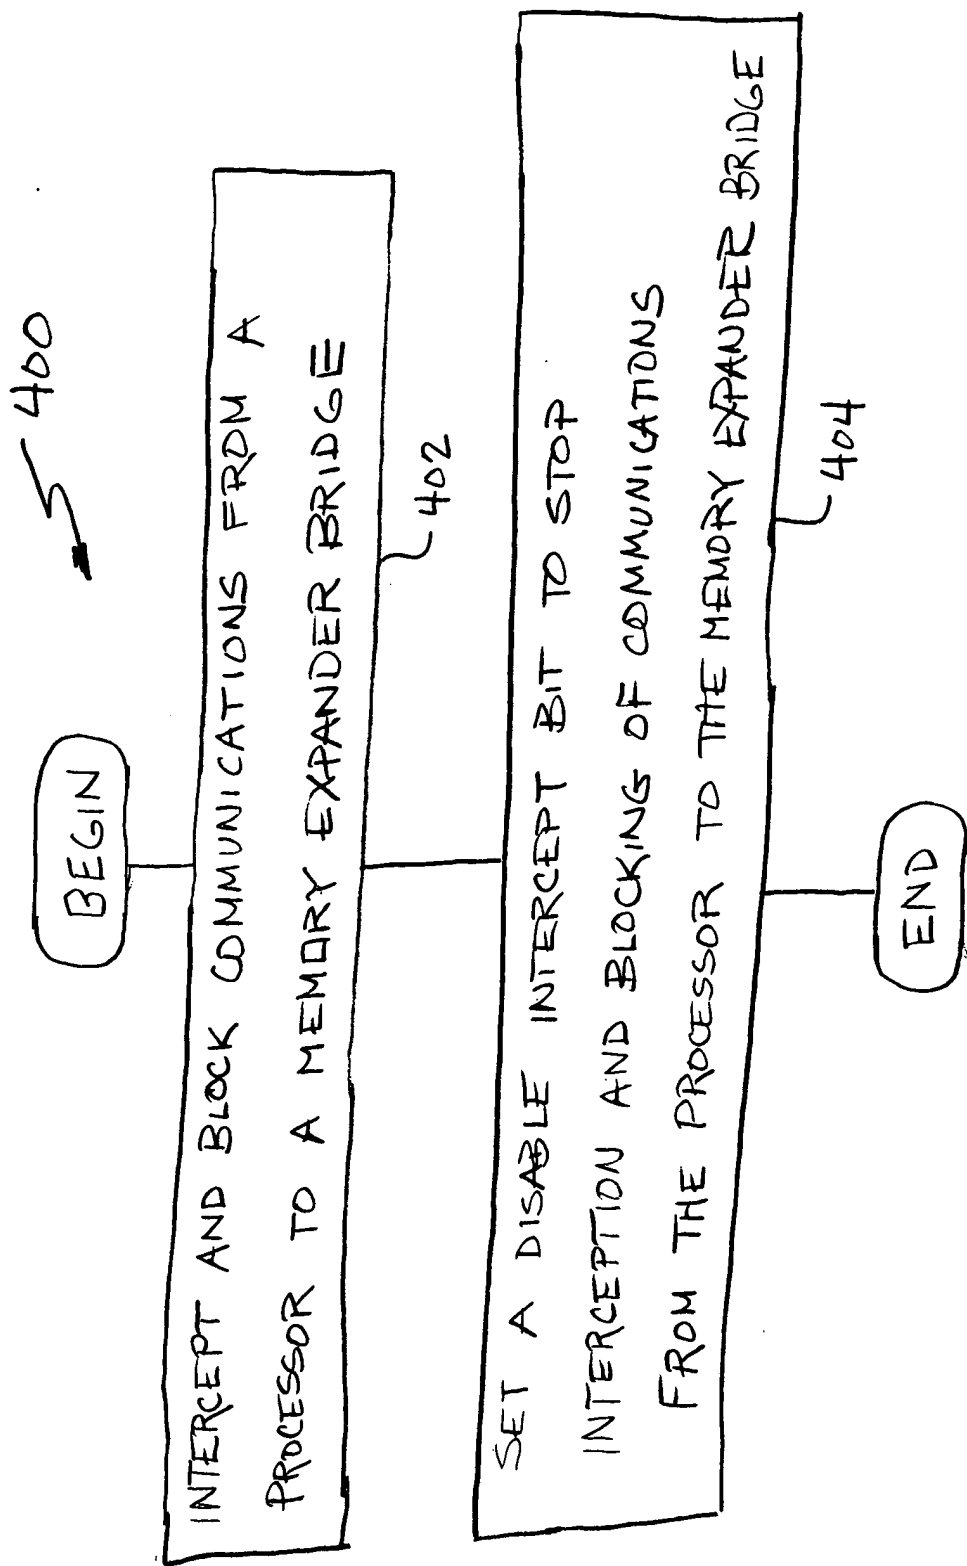 400
BEGIN
INTERCEPT AND BLOCK COMMUNICATIONS FROM A
PROCESSOR TO A MEMORY EXPANDER BRIDGE
402
SET A DISABLE INTERCEPT BIT TO STOP
INTERCEPTION AND BLOCKING OF COMMUNICATIONS
FROM THE PROCESSOR TO THE MEMORY EXPANDER BRIDGE
404
END